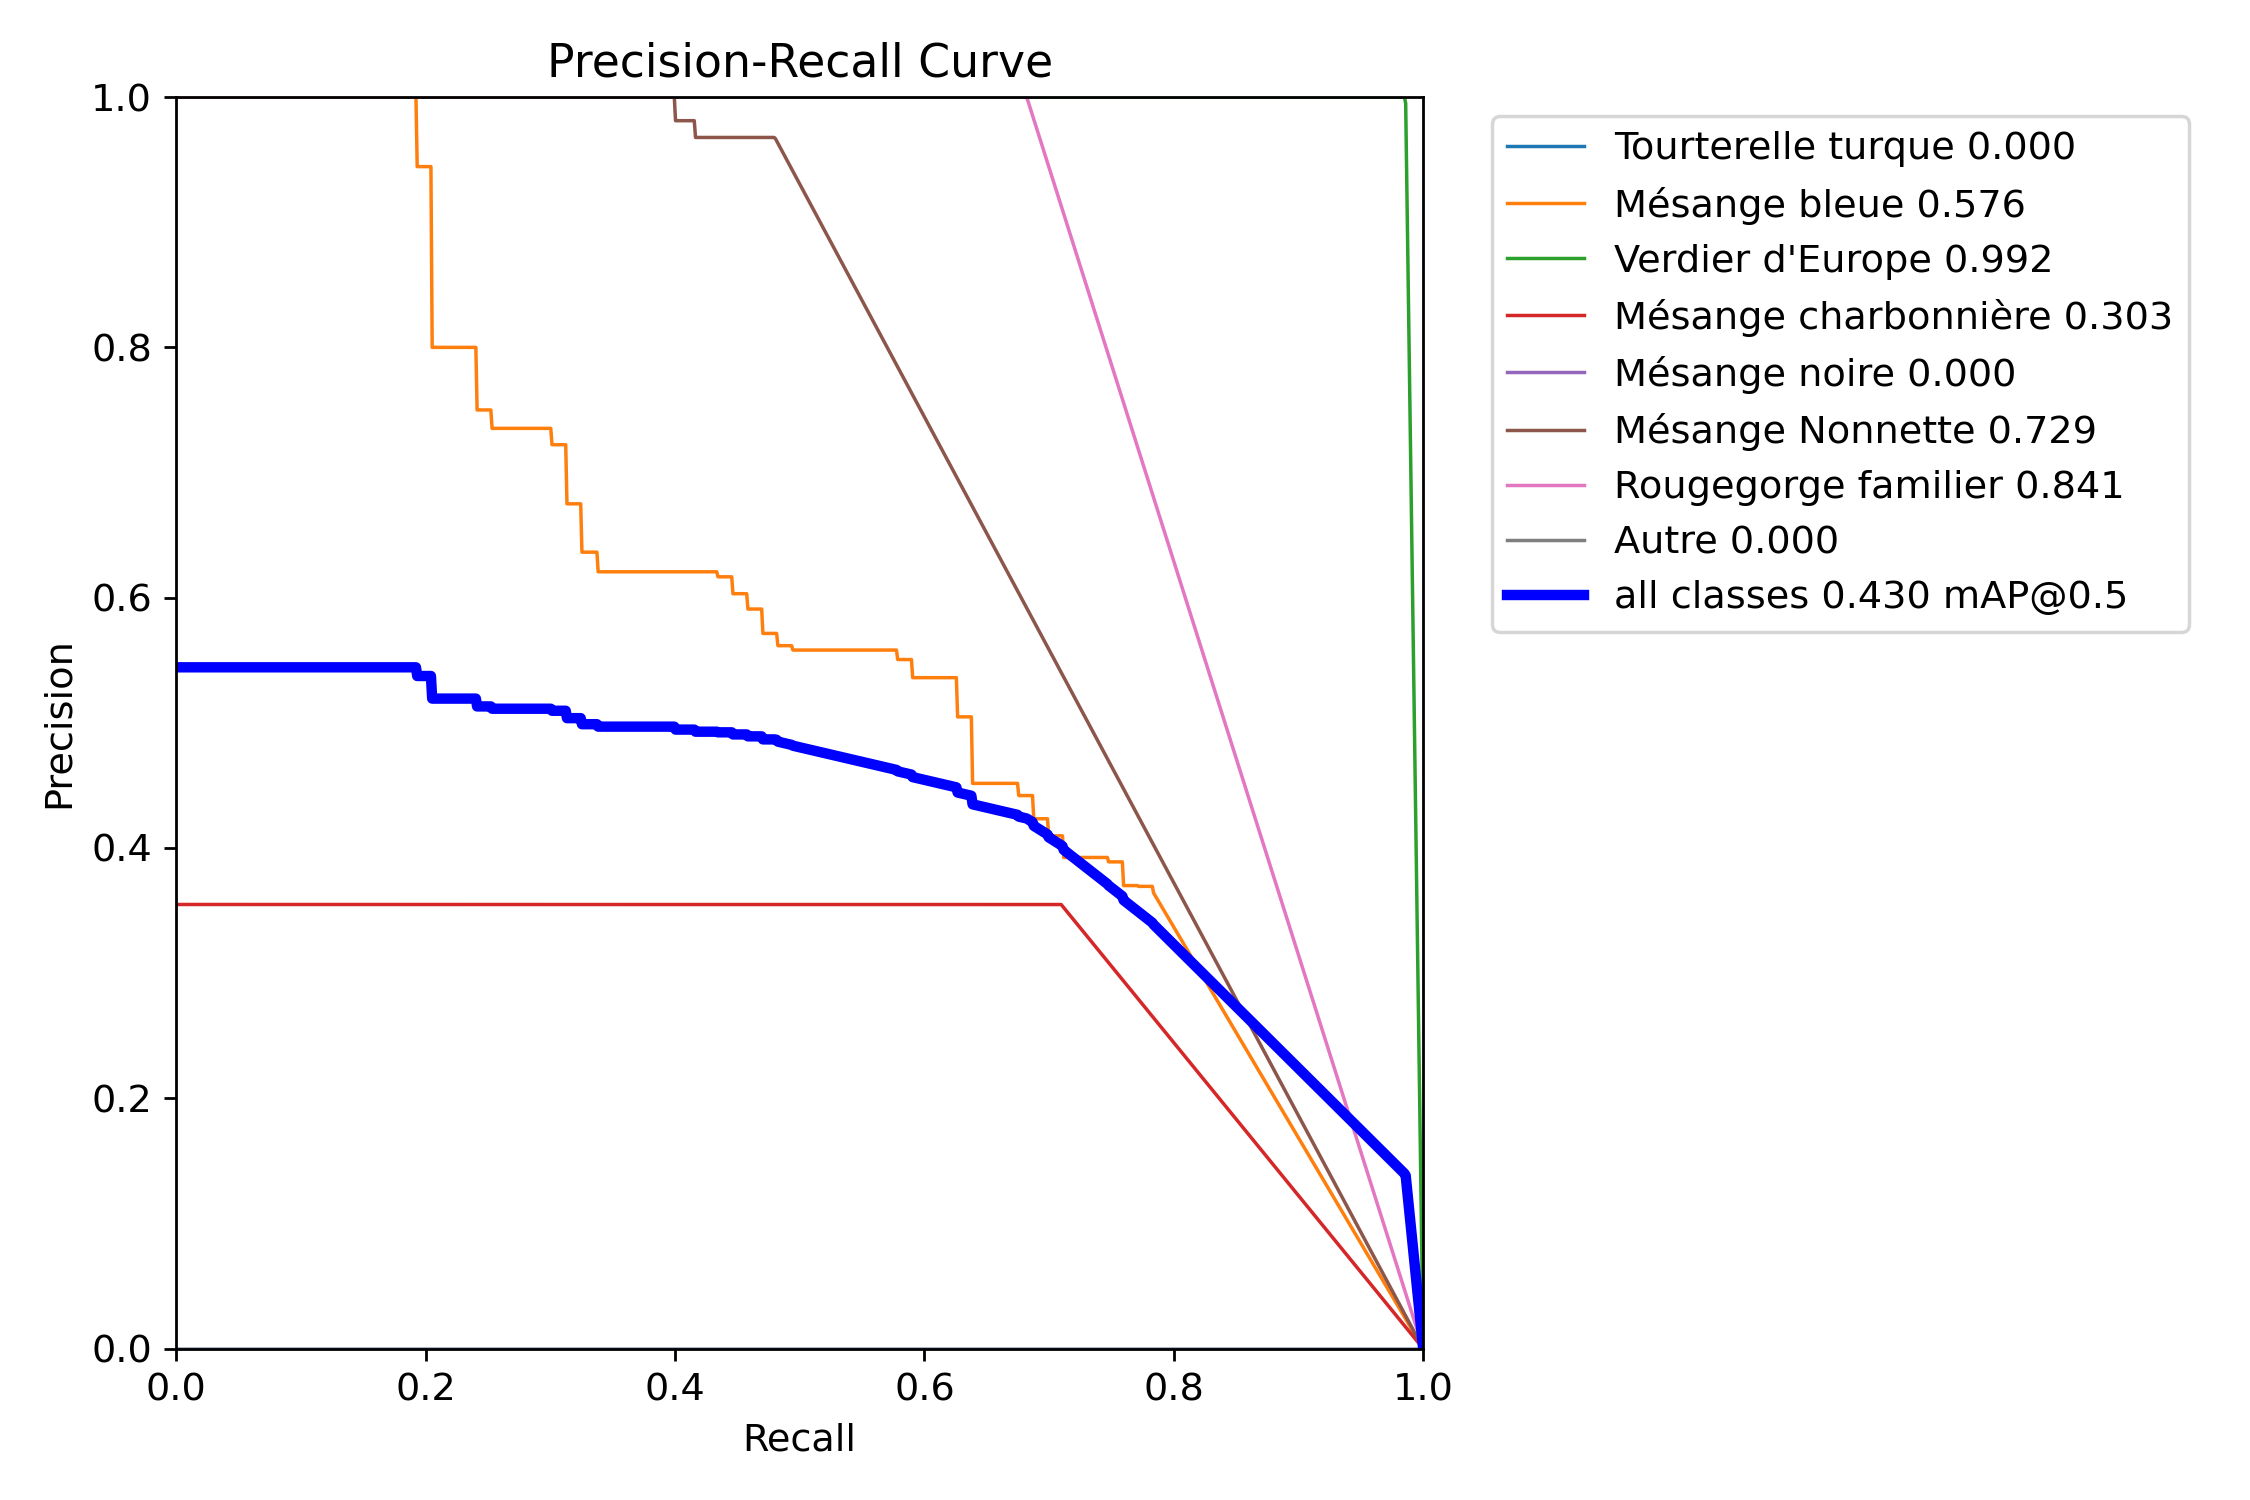 Precision-Recall Curve
1.0
0.8
0.6
0.4
0.2
0.0
Precision
0.0 0.2 0.4 0.6 0.8 1.0
Recall
Tourterelle turque 0.000
Mésange bleue 0.576
Verdier d'Europe 0.992
Mésange charbonnière 0.303
Mésange noire 0.000
Mésange Nonnette 0.729
Rougegorge familier 0.841
Autre 0.000
all classes 0.430 mAP@0.5